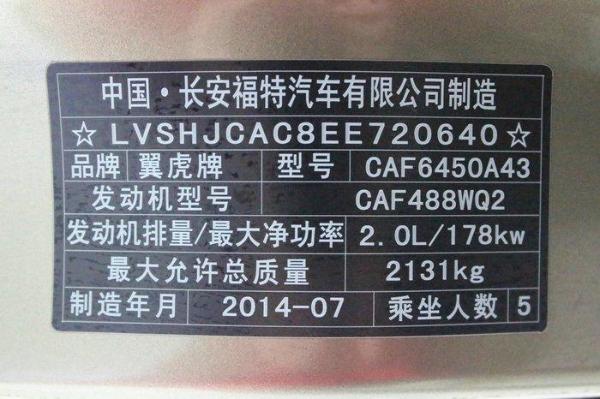 中国·长安福特汽车有限公司制造
☆LVSHJCAC8EE720640☆
品牌 翼虎牌 型号 CAF6450A43
发动机型号 CAF488WQ2
发动机排量/最大净功率 2.0L/178kw
最大允许总质量 2131kg
制造年月 2014-07 乘坐人数 5